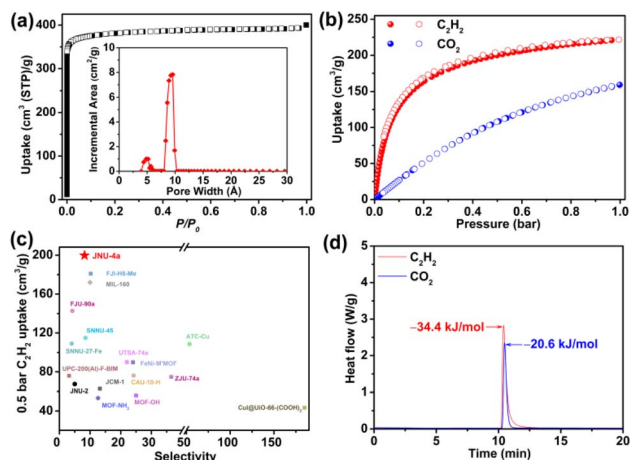 (a)
Uptake (cm³ (STP)/g)
400
300
200
100
0
0.0
0.2
0.4
0.6
0.8
1.0
P/P₀
Incremental Area (cm²/g)
10
8
6
4
2
0
0
5
10
15
20
25
30
Pore Width (Å)
(b)
Uptake (cm³/g)
250
200
150
100
50
0
0.0
0.2
0.4
0.6
0.8
1.0
Pressure (bar)
C₂H₂
CO₂
(c)
0.5 bar C₂H₂ uptake (cm³/g)
200
160
120
80
40
0
10
20
30
40
50
200
Selectivity
JNU-4a
FJI-H8-Me
MIL-160
FJU-90a
SNNU-45
SNNU-27-Fe
ATC-Cu
UTSA-74a
FeNi-M'MOF
UPC-200(Al)-F-BIM
JCM-1
CAU-10-H
ZJU-74a
JNU-2
MOF-NH₃
MOF-OH
CuI@UiO-66-(COOH)₂
(d)
Heat flow (W/g)
5
4
3
2
1
0
0
5
10
15
20
Time (min)
C₂H₂
CO₂
−34.4 kJ/mol
−20.6 kJ/mol